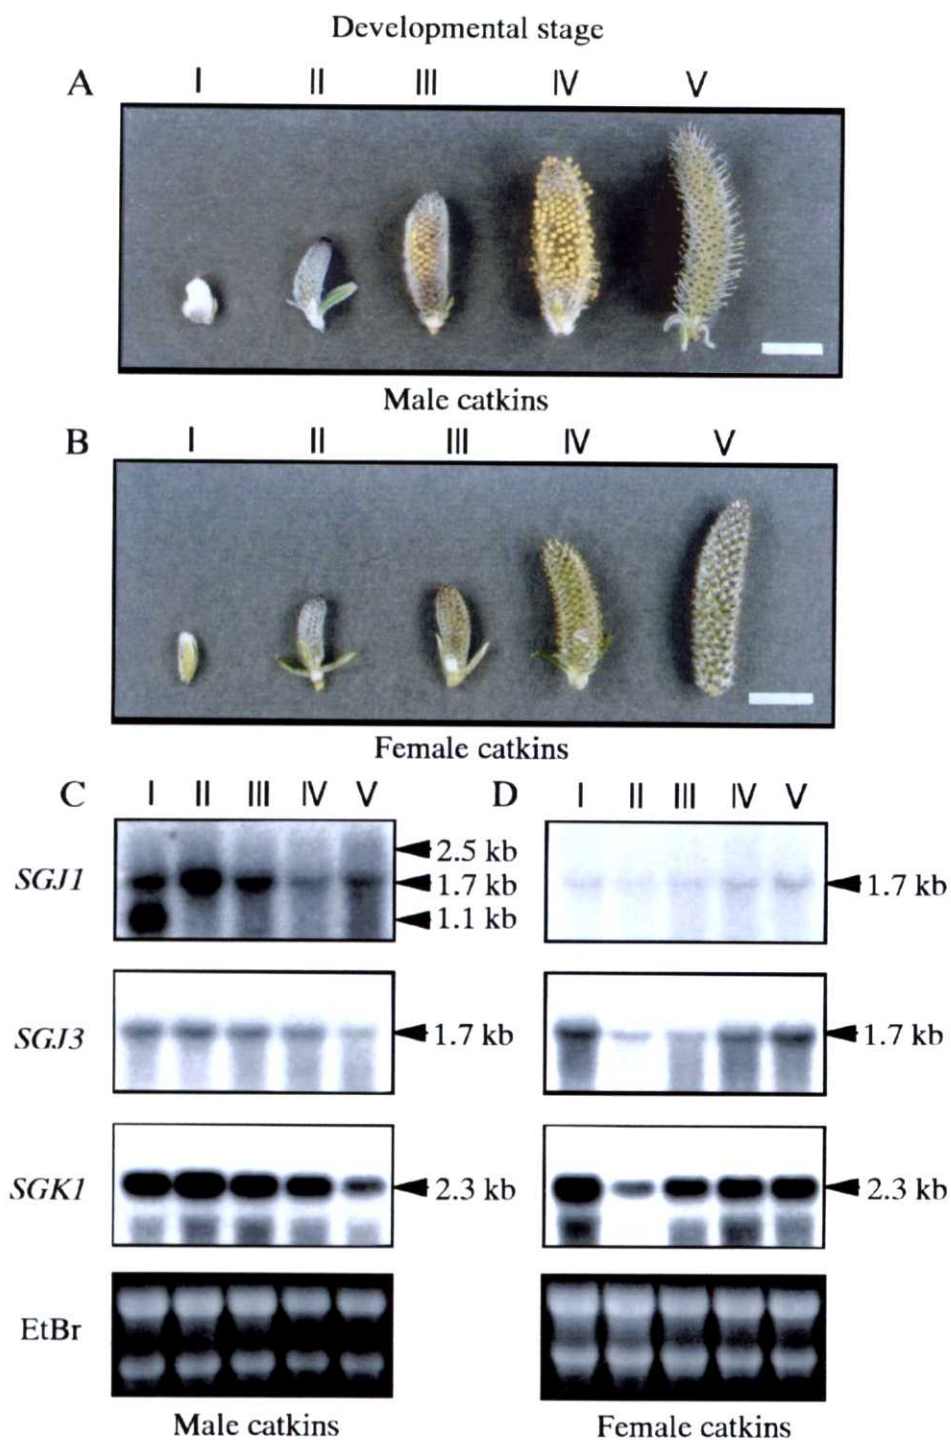 Developmental stage
A I II III IV V
Male catkins
B I II III IV V
Female catkins
C I II III IV V D I II III IV V
SGJ1 2.5 kb
1.7 kb 1.7 kb
1.1 kb
SGJ3 1.7 kb 1.7 kb
SGK1 2.3 kb 2.3 kb
EtBr
Male catkins Female catkins